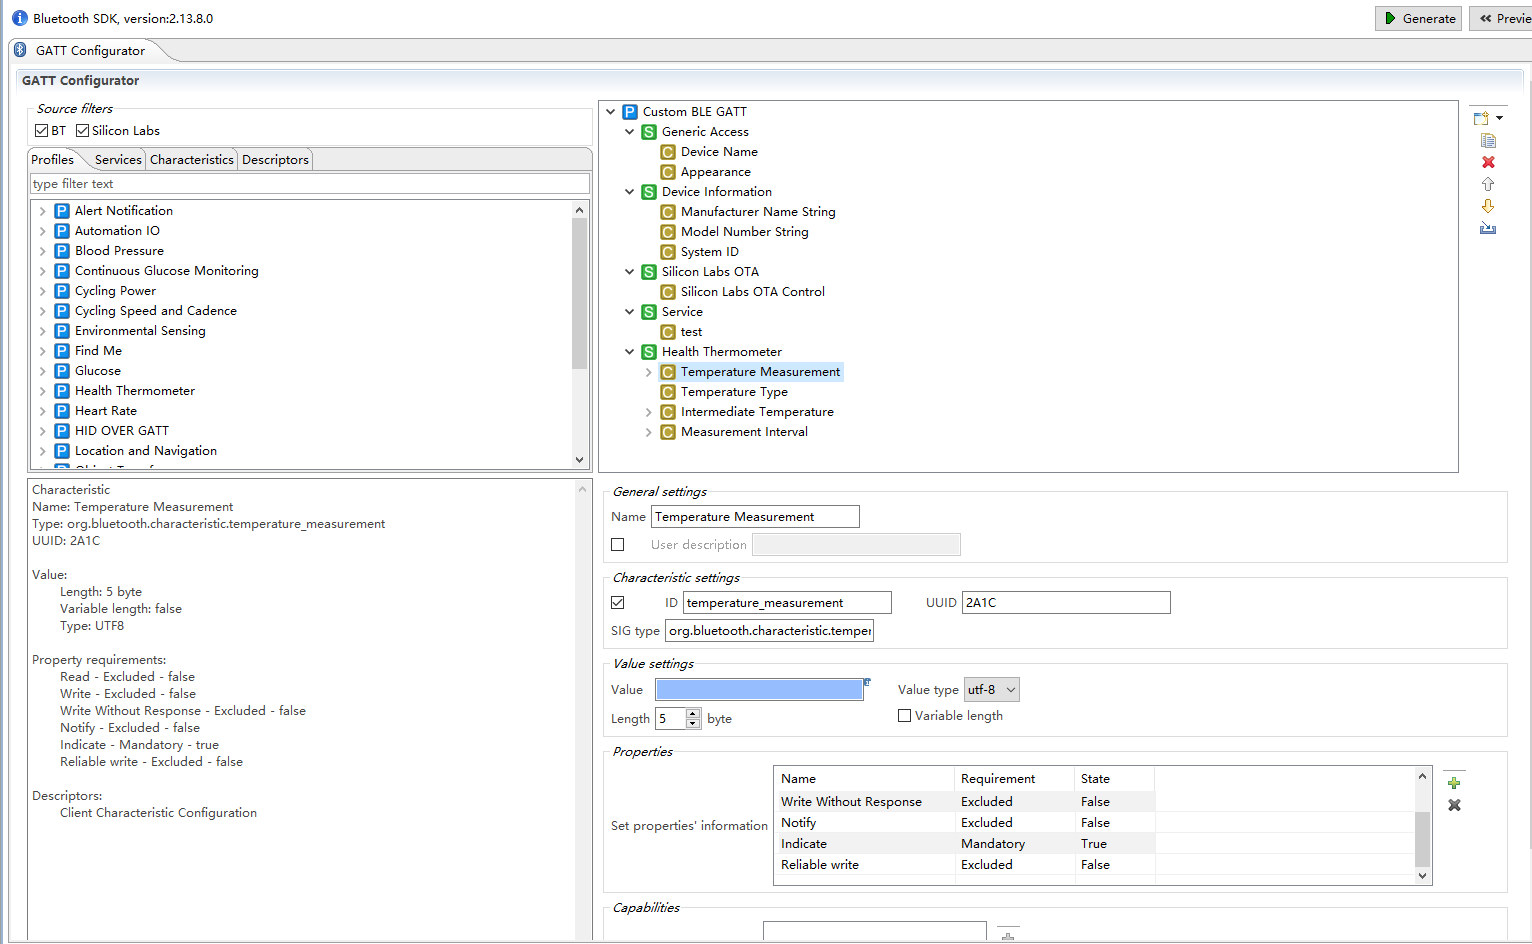 Bluetooth SDK, version:2.13.8.0
Generate
Previe
GATT Configurator
GATT Configurator
Source filters
BT Silicon Labs
Profiles Services Characteristics Descriptors
type filter text
Alert Notification
Automation IO
Blood Pressure
Continuous Glucose Monitoring
Cycling Power
Cycling Speed and Cadence
Environmental Sensing
Find Me
Glucose
Health Thermometer
Heart Rate
HID OVER GATT
Location and Navigation
Custom BLE GATT
Generic Access
Device Name
Appearance
Device Information
Manufacturer Name String
Model Number String
System ID
Silicon Labs OTA
Silicon Labs OTA Control
Service
test
Health Thermometer
Temperature Measurement
Temperature Type
Intermediate Temperature
Measurement Interval
Characteristic
Name: Temperature Measurement
Type: org.bluetooth.characteristic.temperature_measurement
UUID: 2A1C
Value:
Length: 5 byte
Variable length: false
Type: UTF8
Property requirements:
Read - Excluded - false
Write - Excluded - false
Write Without Response - Excluded - false
Notify - Excluded - false
Indicate - Mandatory - true
Reliable write - Excluded - false
Descriptors:
Client Characteristic Configuration
General settings
Name Temperature Measurement
User description
Characteristic settings
ID temperature_measurement UUID 2A1C
SIG type org.bluetooth.characteristic.temper
Value settings
Value Value type utf-8
Length 5 byte Variable length
Properties
Set properties' information
Name Requirement State
Write Without Response Excluded False
Notify Excluded False
Indicate Mandatory True
Reliable write Excluded False
Capabilities